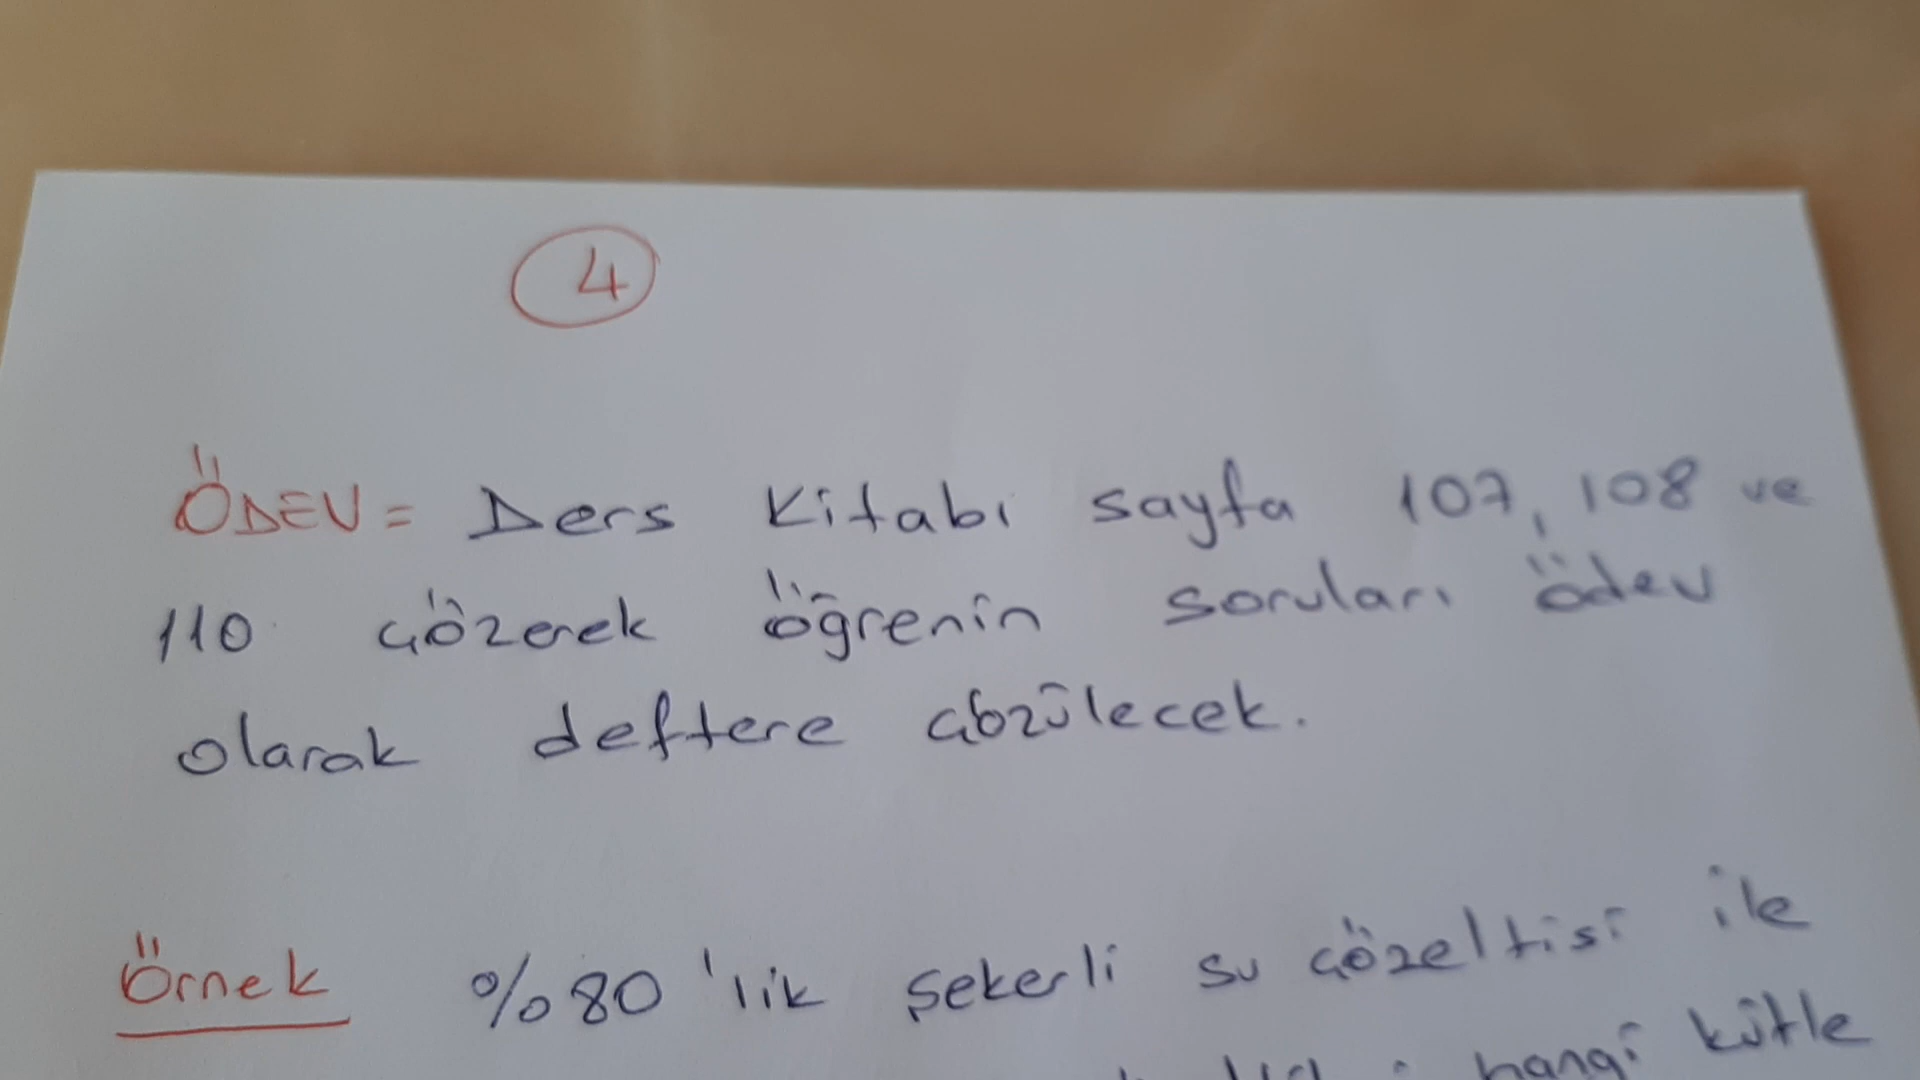 4
ÖDEV = Ders Kitabı sayfa 107, 108 ve
110 çözerek öğrenin soruları ödev
olarak deftere çözülecek.
Örnek %80'lik şekerli su çözeltisi ile
hangi kütle